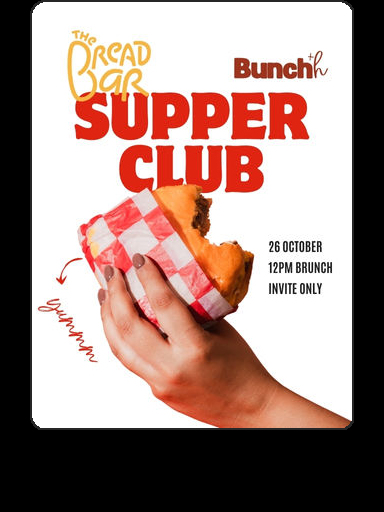 THE
BREAD
BAR
Bunch+h
SUPPER
CLUB
26 OCTOBER
12PM BRUNCH
INVITE ONLY
yummm